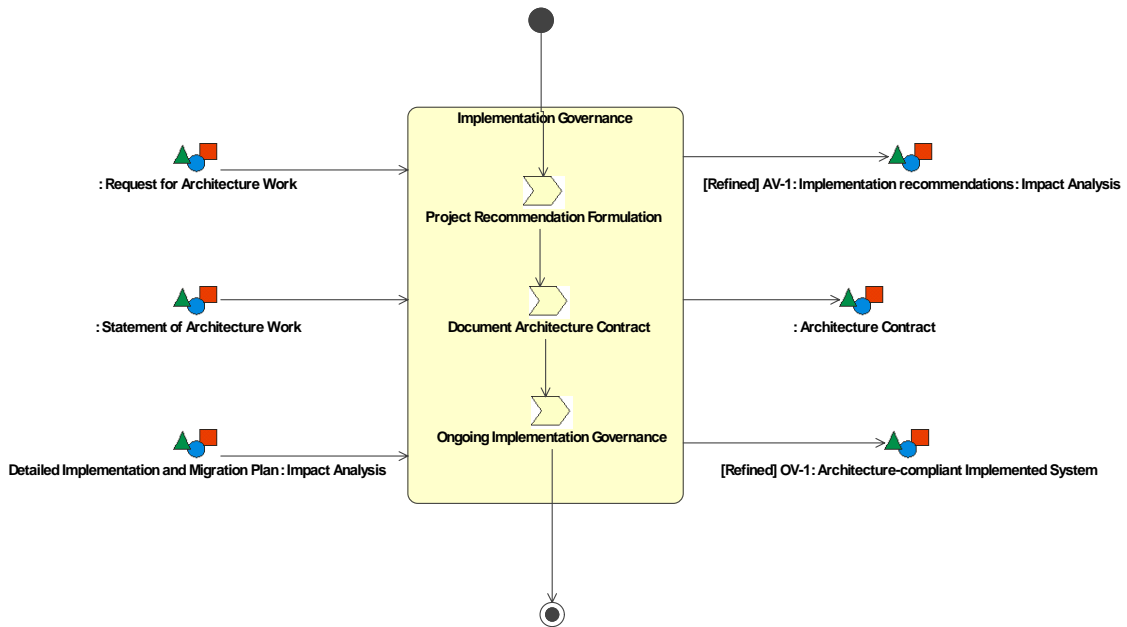 Implementation Governance
: Request for Architecture Work
[Refined] AV-1: Implementation recommendations: Impact Analysis
Project Recommendation Formulation
: Statement of Architecture Work
Document Architecture Contract
: Architecture Contract
Ongoing Implementation Governance
Detailed Implementation and Migration Plan: Impact Analysis
[Refined] OV-1: Architecture-compliant Implemented System